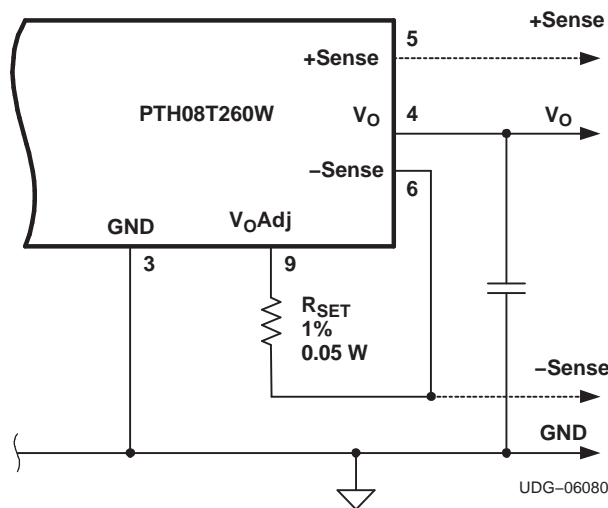 +Sense
5
+Sense
PTH08T260W
4
VO
VO
–Sense
6
GND
VOAdj
3
9
RSET
1%
0.05 W
–Sense
GND
UDG–06080